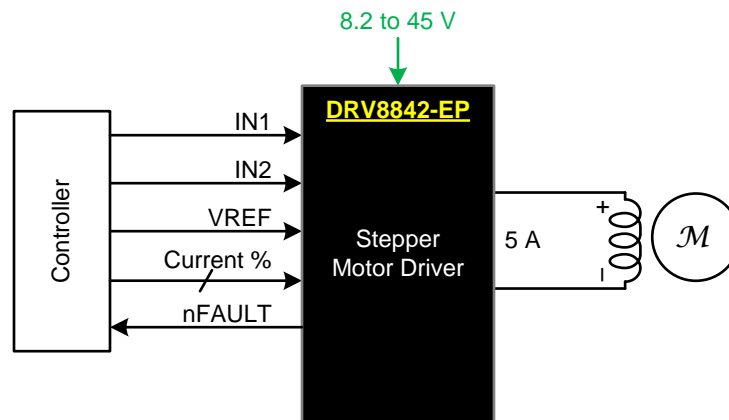 8.2 to 45 V
DRV8842-EP
Controller
IN1
IN2
VREF
Current %
nFAULT
Stepper
Motor Driver
5 A
+
–
M